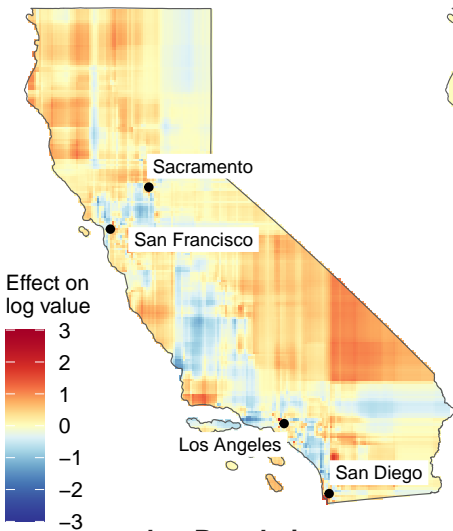 Sacramento
San Francisco
Effect on
log value
3
2
1
0
−1
−2
−3
Los Angeles
San Diego